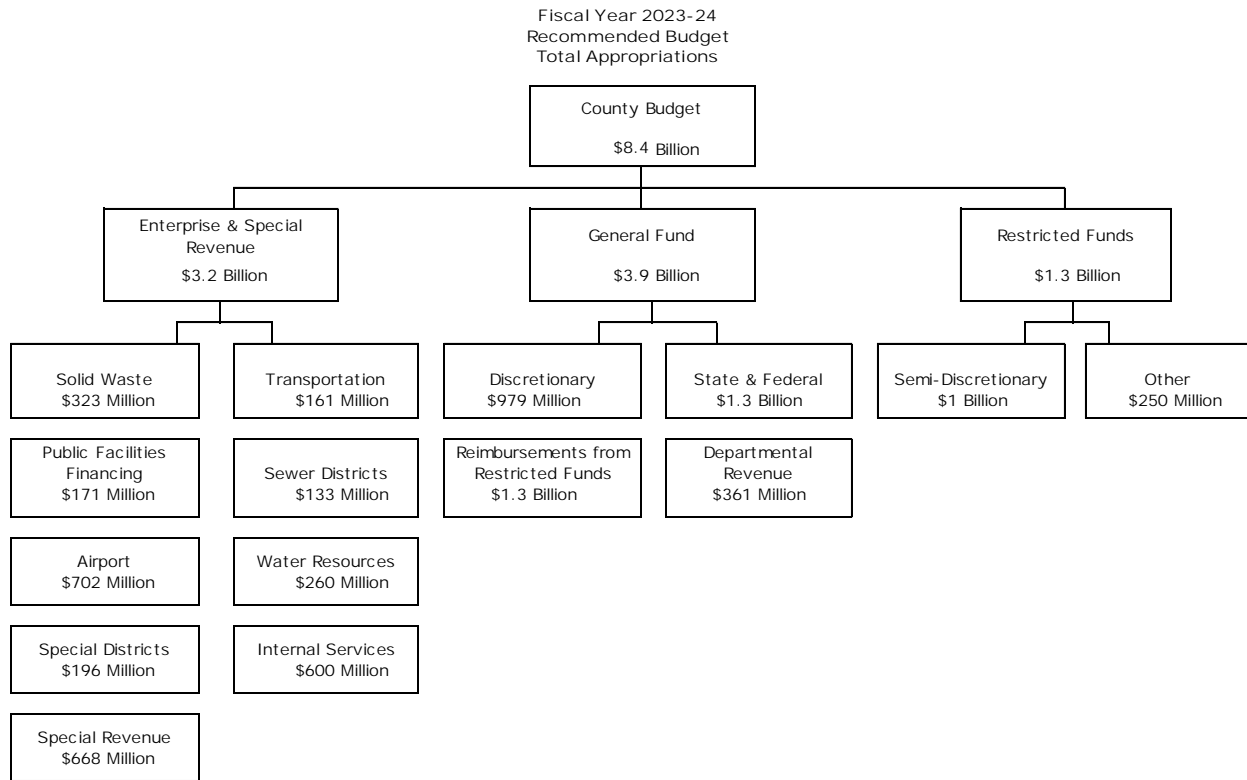 Fiscal Year 2023-24
Recommended Budget
Total Appropriations
County Budget
$8.4 Billion
Enterprise & Special
Revenue
$3.2 Billion
General Fund
$3.9 Billion
Restricted Funds
$1.3 Billion
Solid Waste
$323 Million
Transportation
$161 Million
Discretionary
$979 Million
State & Federal
$1.3 Billion
Semi-Discretionary
$1 Billion
Other
$250 Million
Public Facilities
Financing
$171 Million
Sewer Districts
$133 Million
Reimbursements from
Restricted Funds
$1.3 Billion
Departmental
Revenue
$361 Million
Airport
$702 Million
Water Resources
$260 Million
Special Districts
$196 Million
Internal Services
$600 Million
Special Revenue
$668 Million